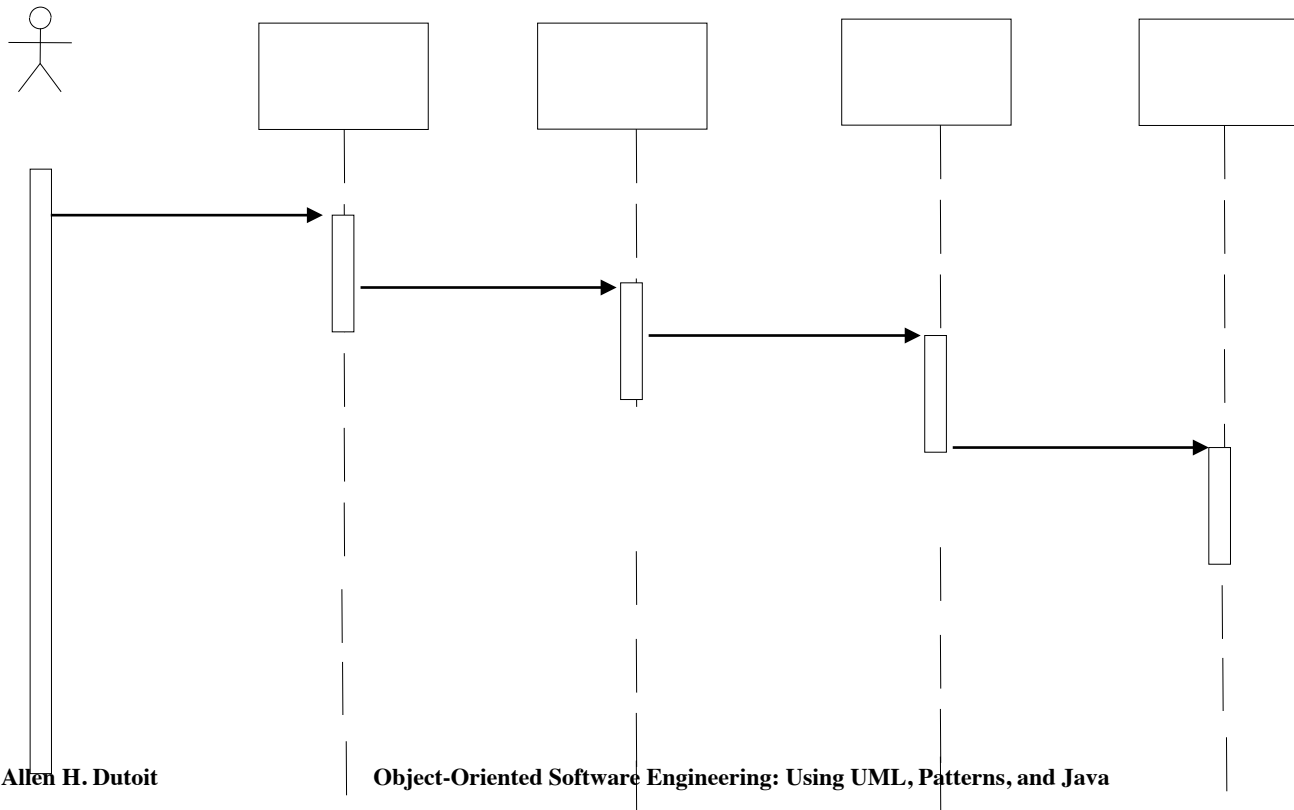 Allen H. Dutoit Object-Oriented Software Engineering: Using UML, Patterns, and Java